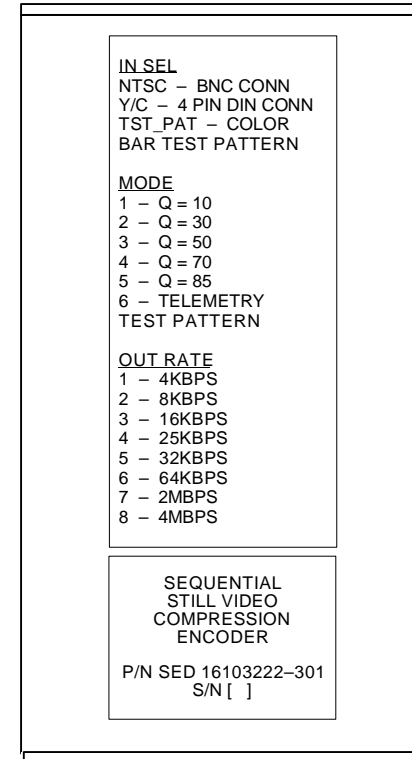 IN SEL
NTSC – BNC CONN
Y/C – 4 PIN DIN CONN
TST_PAT – COLOR
BAR TEST PATTERN
MODE
1 – Q = 10
2 – Q = 30
3 – Q = 50
4 – Q = 70
5 – Q = 85
6 – TELEMETRY
TEST PATTERN
OUT RATE
1 – 4KBPS
2 – 8KBPS
3 – 16KBPS
4 – 25KBPS
5 – 32KBPS
6 – 64KBPS
7 – 2MBPS
8 – 4MBPS
SEQUENTIAL
STILL VIDEO
COMPRESSION
ENCODER
P/N SED 16103222–301
S/N [ ]